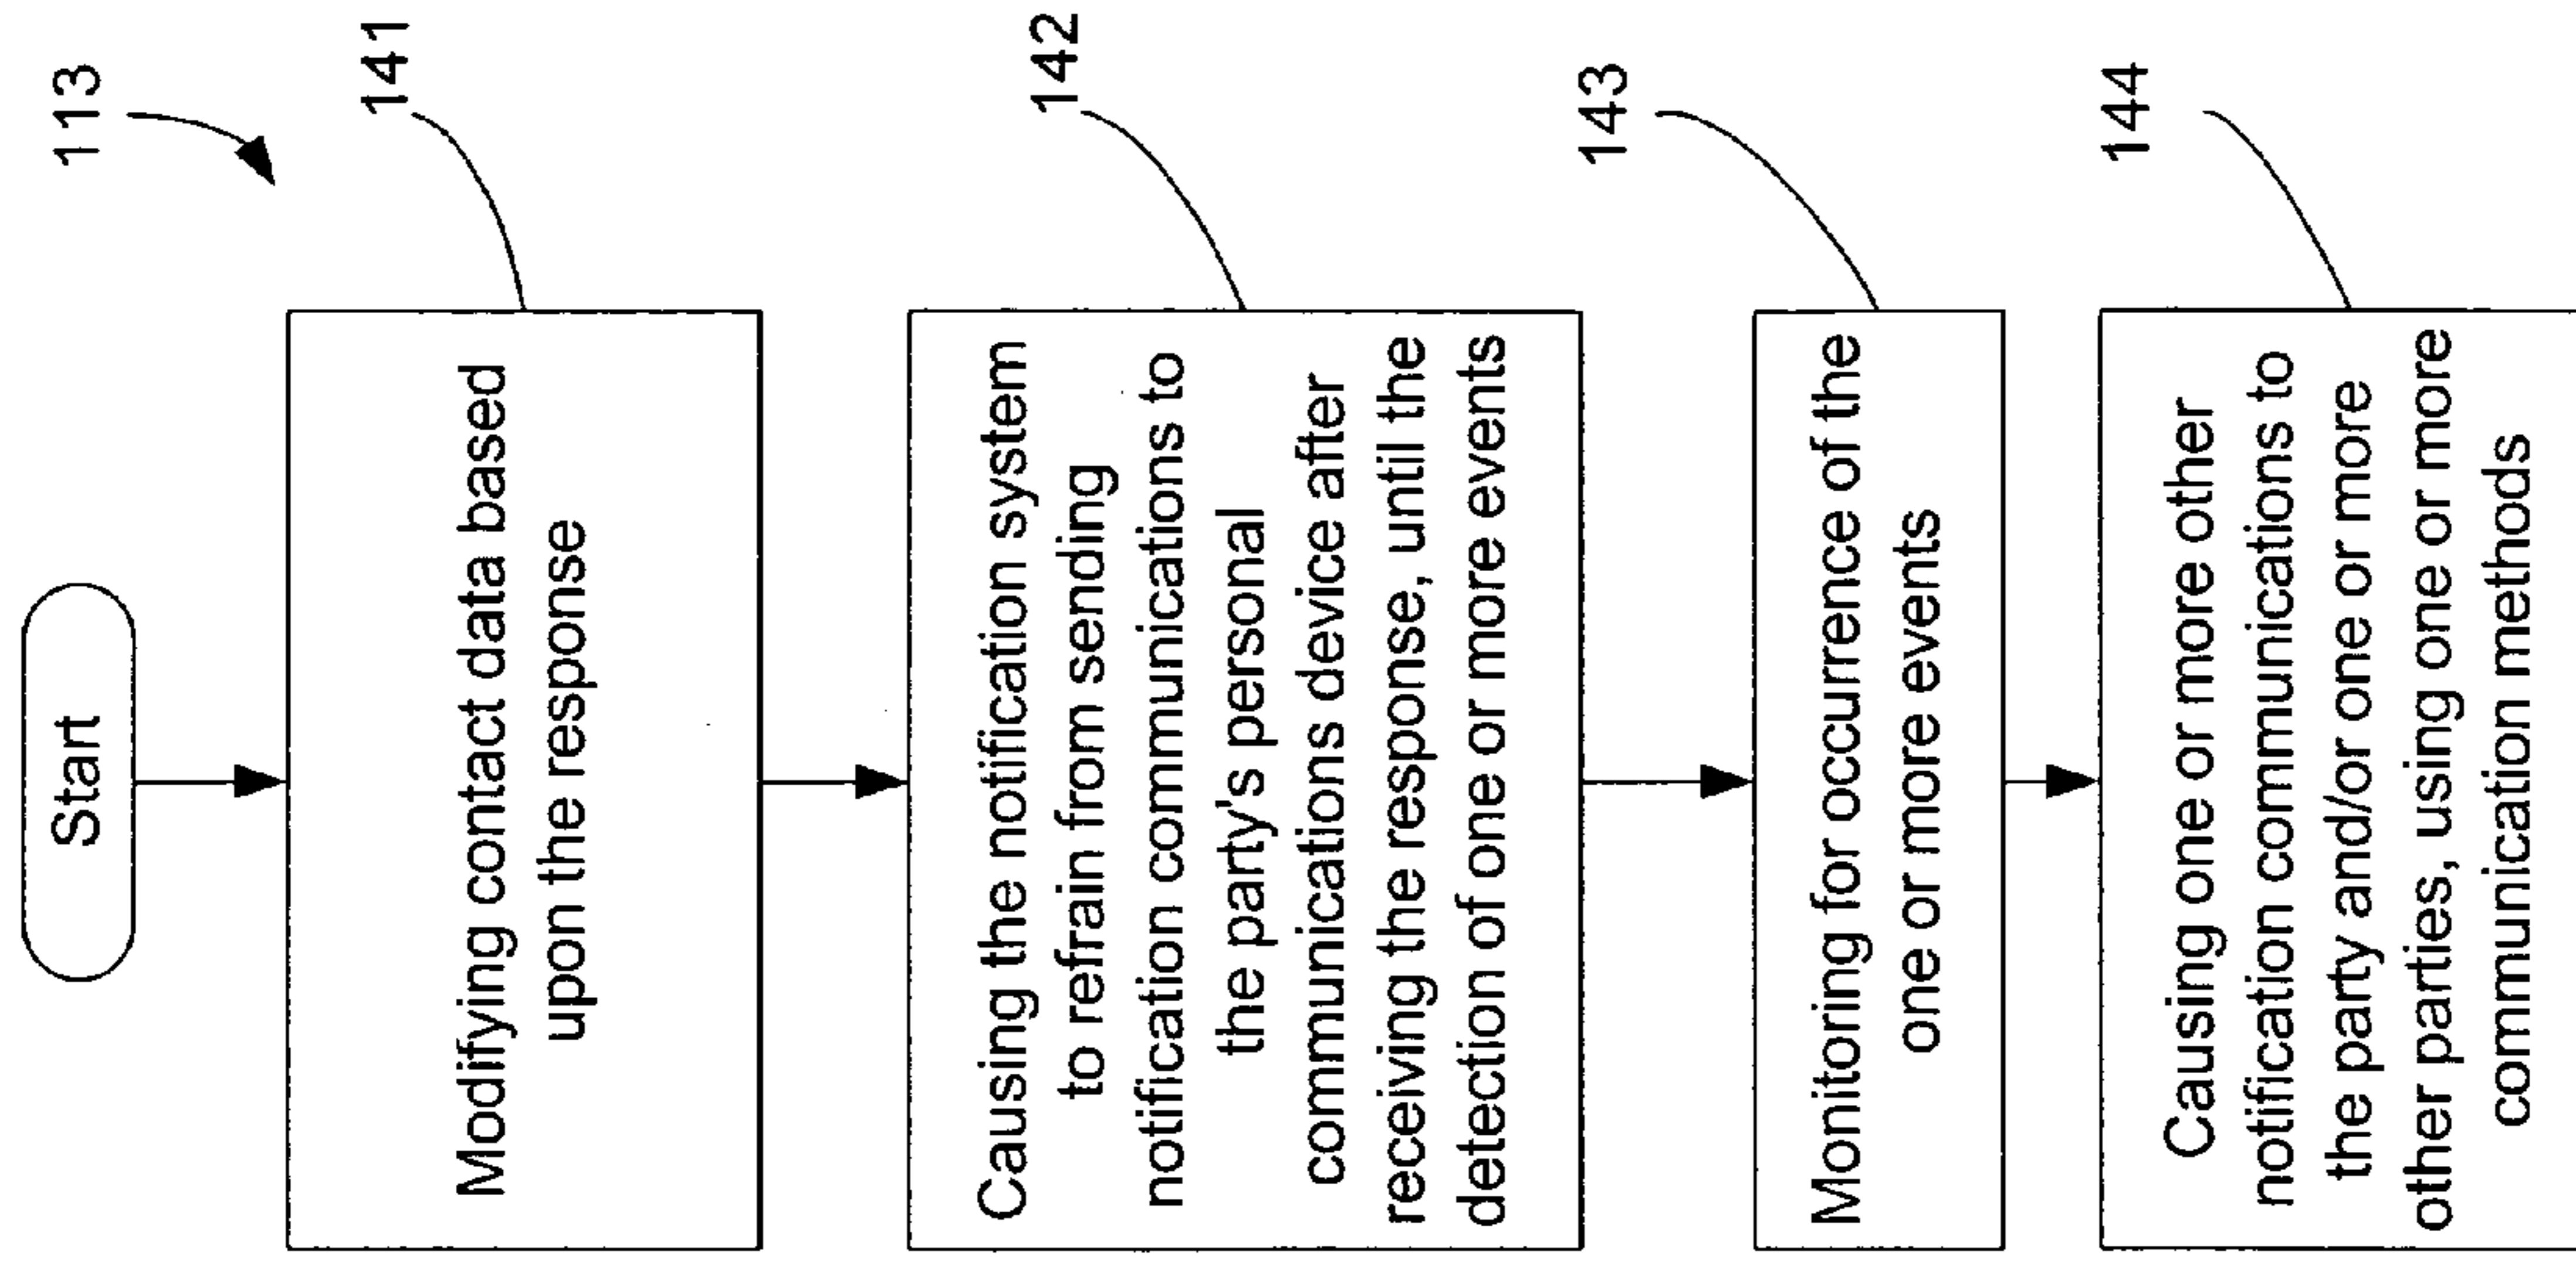 113
Start
141
Modifying contact data based
upon the response
142
Causing the notification system
to refrain from sending
notification communications to
the party's personal
communications device after
receiving the response, until the
detection of one or more events
143
Monitoring for occurrence of the
one or more events
144
Causing one or more other
notification communications to
the party and/or one or more
other parties, using one or more
communication methods